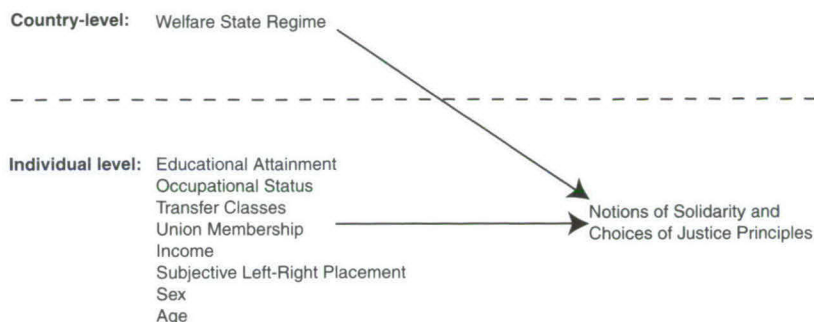 Country-level: Welfare State Regime
Individual level: Educational Attainment
Occupational Status
Transfer Classes
Union Membership
Income
Subjective Left-Right Placement
Sex
Age
Notions of Solidarity and
Choices of Justice Principles